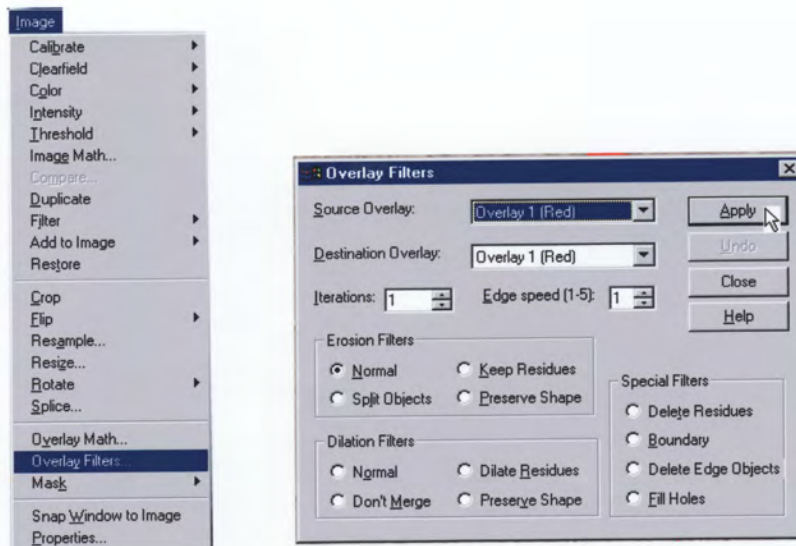 Image
Calibrate
Clearfield
Color
Intensity
Threshold
Image Math...
Compare...
Duplicate
Filter
Add to Image
Restore
Crop
Flip
Resample...
Resize...
Rotate
Splice...
Overlay Math...
Overlay Filters...
Mask
Snap Window to Image
Properties...
Overlay Filters
Source Overlay: Overlay 1 (Red) Apply
Destination Overlay: Overlay 1 (Red) Undo
Iterations: 1 Edge speed (1-5): 1 Close
Help
Erosion Filters
Normal Keep Residues
Split Objects Preserve Shape
Dilation Filters
Normal Dilate Residues
Don't Merge Preserve Shape
Special Filters
Delete Residues
Boundary
Delete Edge Objects
Fill Holes